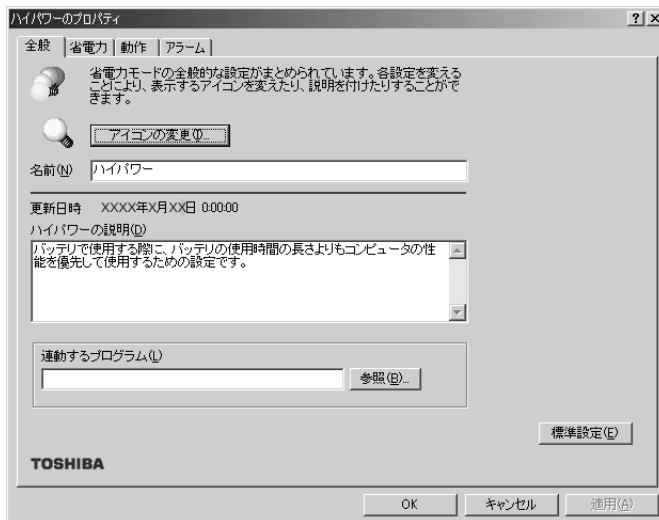 ハイパワーのプロパティ
? ×
全般 省電力 動作 アラーム
省電力モードの全般的な設定がまとめられています。各設定を変える
ことにより、表示するアイコンを変えたり、説明を付けたりすることがで
きます。
アイコンの変更(I)...
名前(N) ハイパワー
更新日時 XXXX年X月XX日 0:00:00
ハイパワーの説明(D)
バッテリで使用する際に、バッテリの使用時間の長さよりもコンピュータの性
能を優先して使用するための設定です。
連動するプログラム(L)
参照(B)...
標準設定(E)
TOSHIBA
OK キャンセル 適用(A)